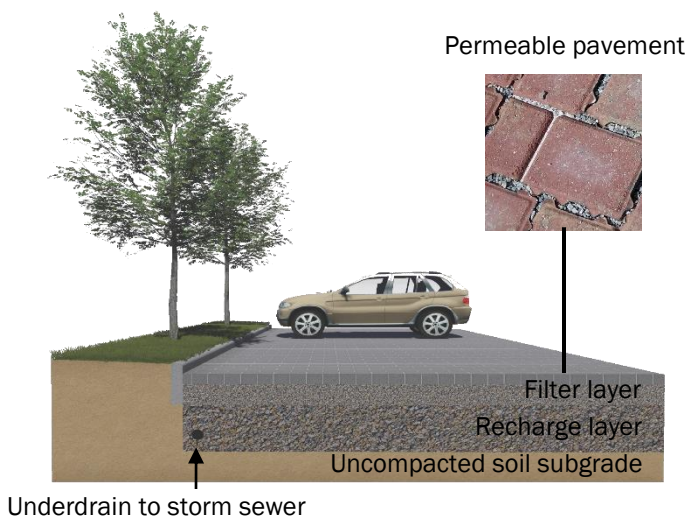 Permeable pavement
Filter layer
Recharge layer
Uncompacted soil subgrade
Underdrain to storm sewer